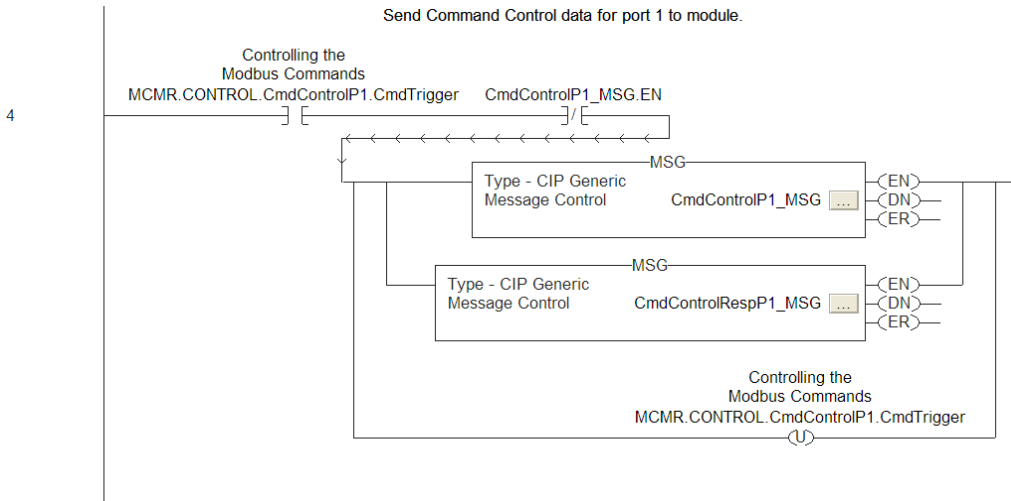 Send Command Control data for port 1 to module.
Controlling the
Modbus Commands
MCMR.CONTROL.CmdControlP1.CmdTrigger CmdControlP1_MSG.EN
4
MSG
Type - CIP Generic
Message Control CmdControlP1_MSG ...
EN
DN
ER
MSG
Type - CIP Generic
Message Control CmdControlRespP1_MSG ...
EN
DN
ER
Controlling the
Modbus Commands
MCMR.CONTROL.CmdControlP1.CmdTrigger
U